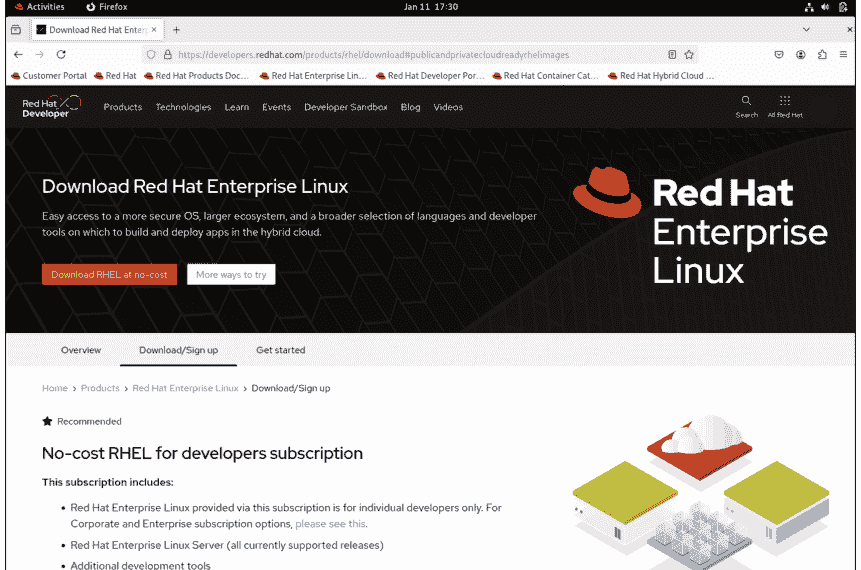 Activities Firefox Jan 11 17:30
Download Red Hat Enterp
https://developers.redhat.com/products/rhel/download#publicandprivatecloudreadyrhelimages
Customer Portal Red Hat Red Hat Products Doc... Red Hat Enterprise Lin... Red Hat Developer Por... Red Hat Container Cat... Red Hat Hybrid Cloud ...
Red Hat
Developer
Products Technologies Learn Events Developer Sandbox Blog Videos
Search All Red Hat
Download Red Hat Enterprise Linux
Easy access to a more secure OS, larger ecosystem, and a broader selection of languages and developer
tools on which to build and deploy apps in the hybrid cloud.
Download RHEL at no-cost More ways to try
Red Hat
Enterprise
Linux
Overview Download/Sign up Get started
Home > Products > Red Hat Enterprise Linux > Download/Sign up
Recommended
No-cost RHEL for developers subscription
This subscription includes:
• Red Hat Enterprise Linux provided via this subscription is for individual developers only. For
Corporate and Enterprise subscription options, please see this.
• Red Hat Enterprise Linux Server (all currently supported releases)
• Additional development tools